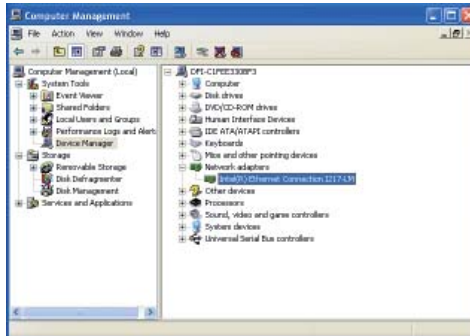 Computer Management
File Action View Window Help
Computer Management (Local)
System Tools
Event Viewer
Shared Folders
Local Users and Groups
Performance Logs and Alert
Device Manager
Storage
Removable Storage
Disk Defragmenter
Disk Management
Services and Applications
Computer
Disk drives
DVD/CD-ROM drives
Human Interface Devices
IDE ATA/ATAPI controllers
Keyboards
Mice and other pointing devices
Network adapters
Intel(R) Ethernet Connection I217-LM
Other devices
Processors
Sound, video and game controllers
System devices
Universal Serial Bus controllers